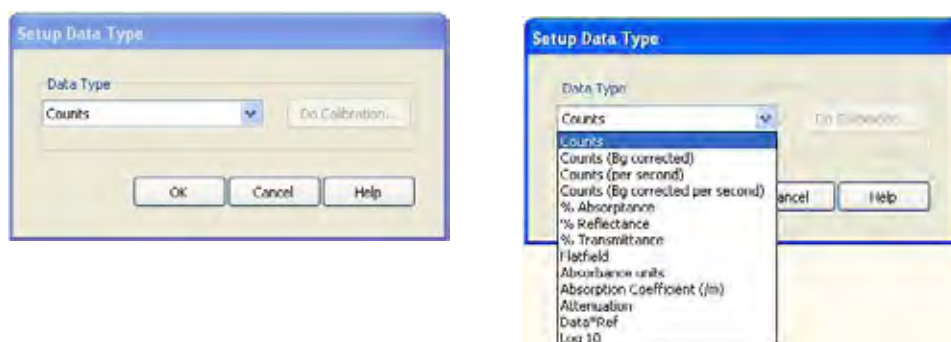 Setup Data Type
Data Type
Counts
Do Calibration...
OK
Cancel
Help
Setup Data Type
Data Type
Counts
Do Calibration...
Counts
Counts (Bg corrected)
Counts (per second)
Counts (Bg corrected per second)
% Absorptance
% Reflectance
% Transmittance
Flatfield
Absorbance units
Absorption Coefficient (/m)
Attenuation
Data*Ref
Log 10
ancel
Help